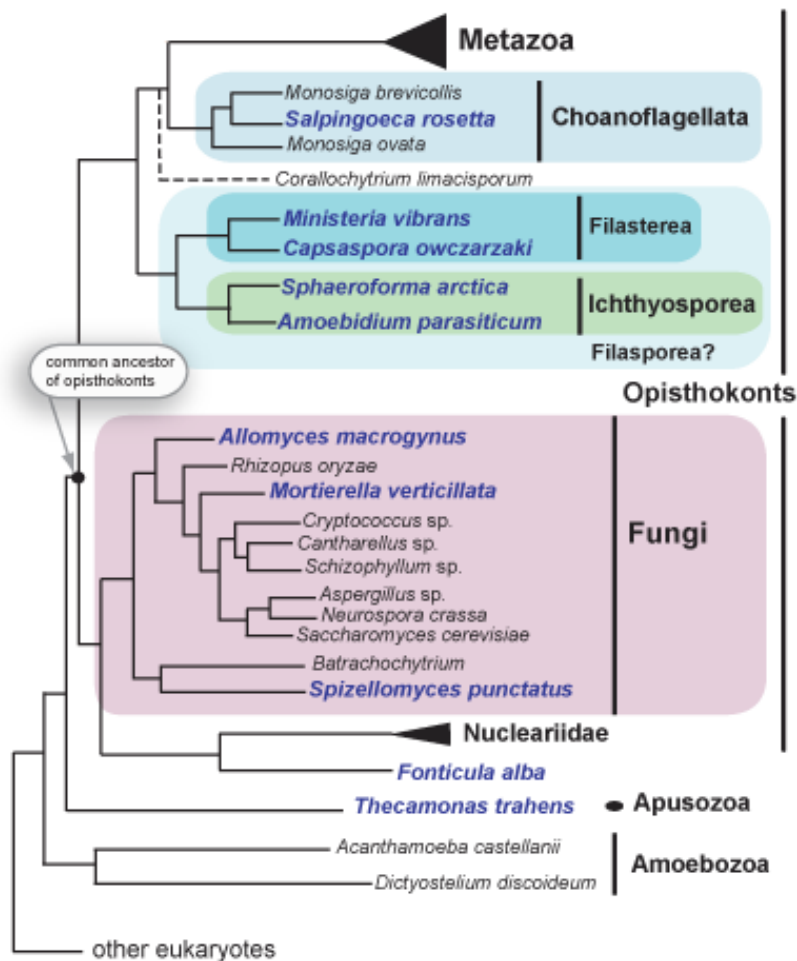 Metazoa
Monosiga brevicollis
Salpingoeca rosetta
Choanoflagellata
Monosiga ovata
Corallochytrium limacisporum
Ministeria vibrans
Filasterea
Capsaspora owczarzaki
Sphaeroforma arctica
Ichthyosporea
Amoebidium parasiticum
Filasporea?
common ancestor
of opisthokonts
Opisthokonts
Allomyces macrogynus
Rhizopus oryzae
Mortierella verticillata
Cryptococcus sp.
Fungi
Cantharellus sp.
Schizophyllum sp.
Aspergillus sp.
Neurospora crassa
Saccharomyces cerevisiae
Batrachochytrium
Spizellomyces punctatus
Nucleariidae
Fonticula alba
Thecamonas trahens
Apusozoa
Acanthamoeba castellanii
Amoebozoa
Dictyostelium discoideum
other eukaryotes